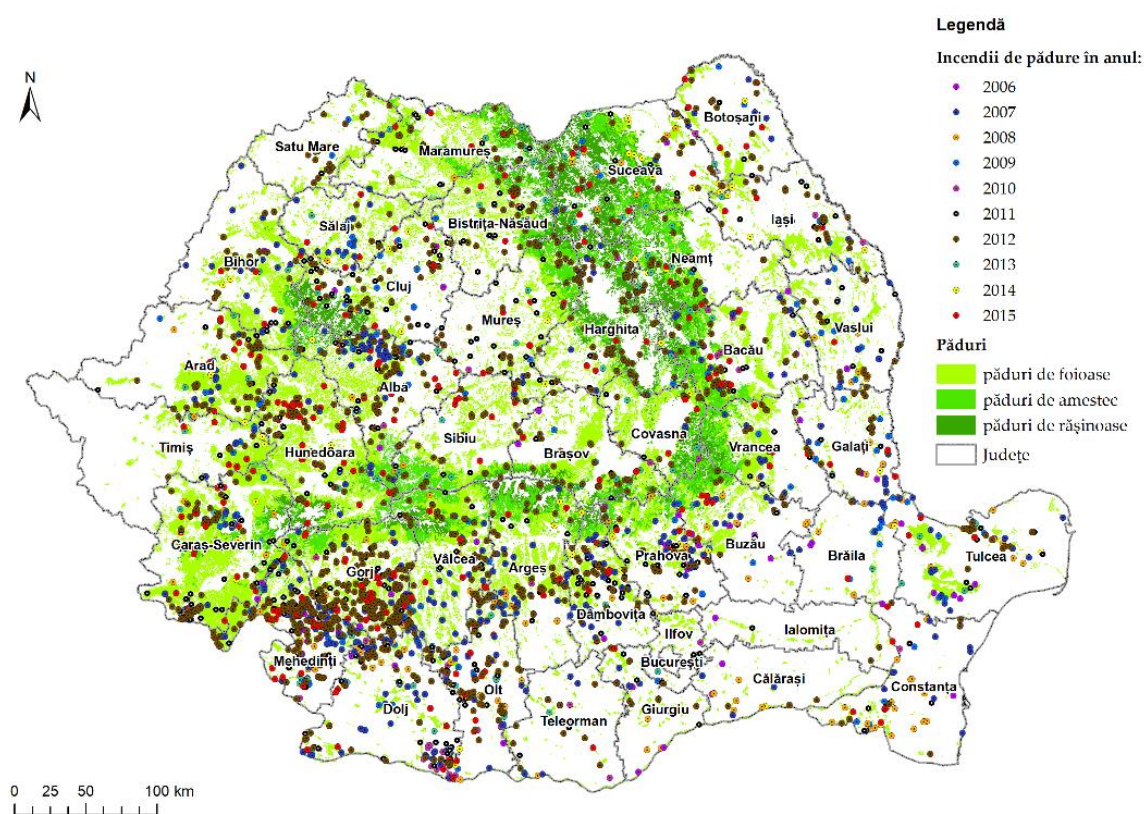 Legendă
Incendii de pădure în anul:
2006
2007
2008
2009
2010
2011
2012
2013
2014
2015
Păduri
păduri de foioase
păduri de amestec
păduri de rășinoase
Județe
N
Botoșani
Satu Mare
Maramureș
Suceava
Iași
Sălaj
Bistrița-Năsăud
Bihor
Neamț
Cluj
Mureș
Harghita
Vaslui
Bacău
Arad
Alba
Sibiu
Covasna
Timiș
Hunedoara
Brașov
Vrancea
Galați
Caraș-Severin
Vâlcea
Prahova
Buzău
Brăila
Tulcea
Gorj
Argeș
Dâmbovița
Ilfov
Ialomița
Mehedinți
București
Călărași
Constanța
Olt
Dolj
Giurgiu
Teleorman
0 25 50 100 km